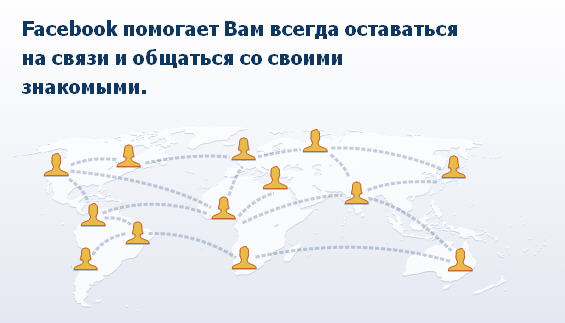 Facebook помогает Вам всегда оставаться
на связи и общаться со своими
знакомыми.